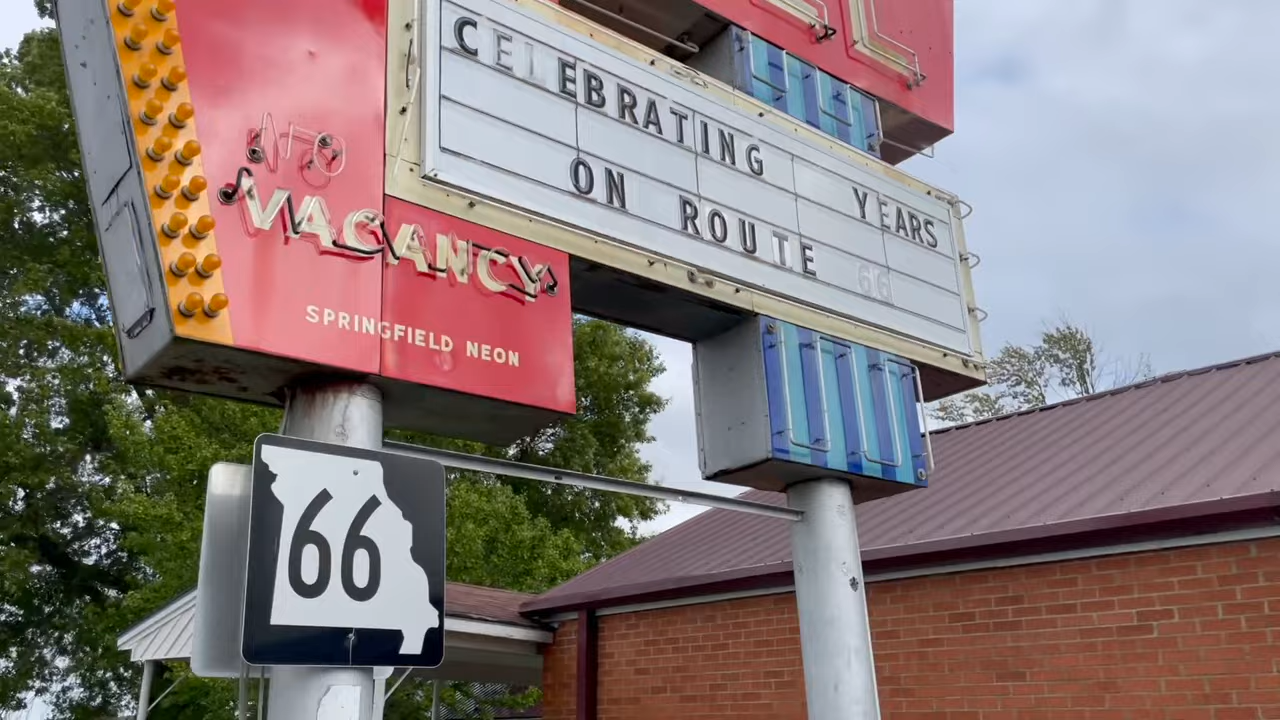 CELEBRATING YEARS
ON ROUTE 66
NO
VACANCY
SPRINGFIELD NEON
66